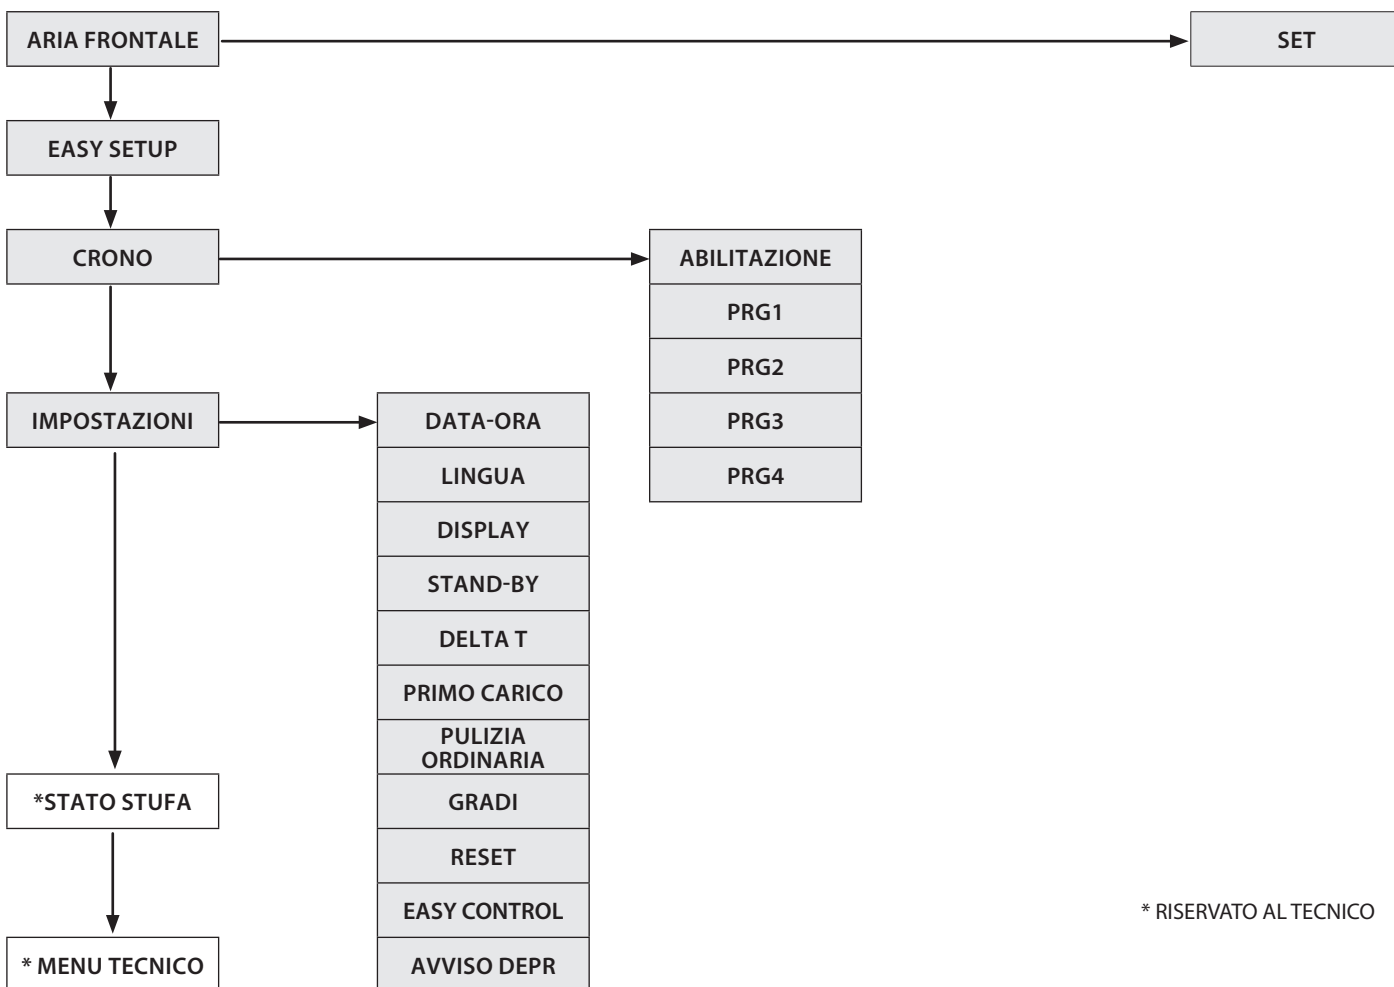 ARIA FRONTALE
SET
EASY SETUP
CRONO
ABILITAZIONE
PRG1
PRG2
PRG3
PRG4
IMPOSTAZIONI
DATA-ORA
LINGUA
DISPLAY
STAND-BY
DELTA T
PRIMO CARICO
PULIZIA
ORDINARIA
GRADI
RESET
EASY CONTROL
AVVISO DEPR
*STATO STUFA
* MENU TECNICO
* RISERVATO AL TECNICO